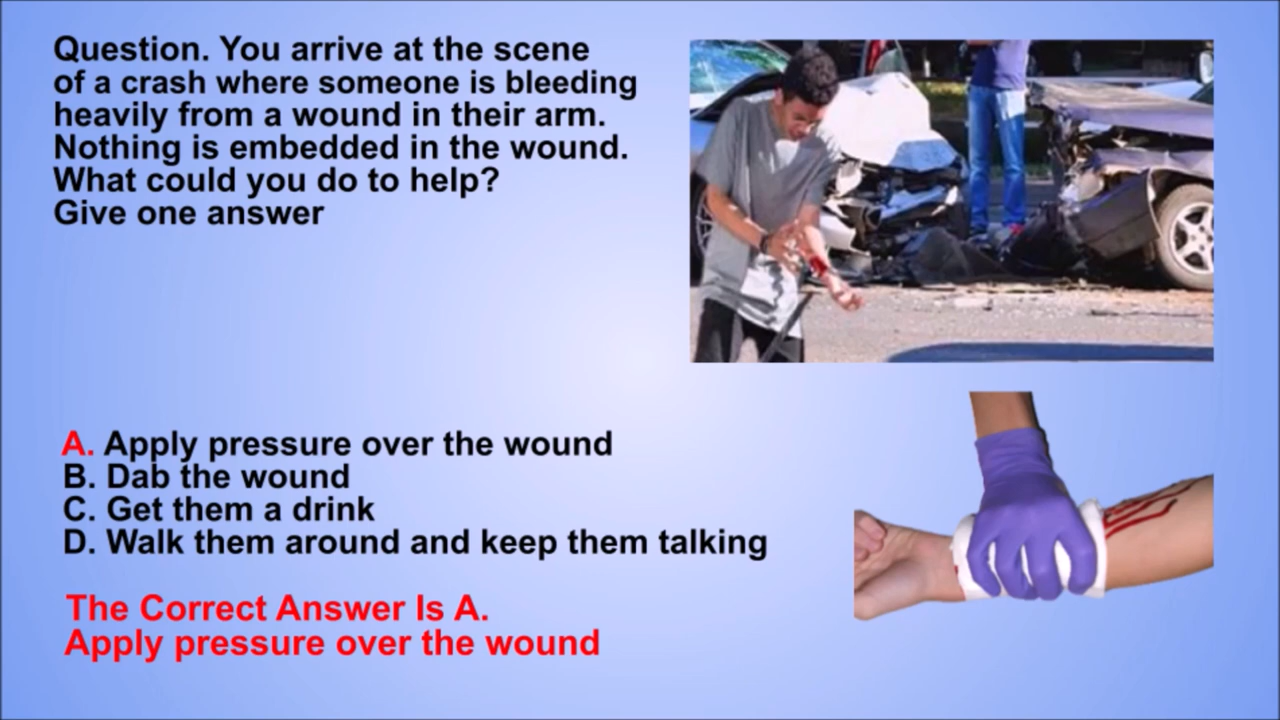 Question. You arrive at the scene
of a crash where someone is bleeding
heavily from a wound in their arm.
Nothing is embedded in the wound.
What could you do to help?
Give one answer
A. Apply pressure over the wound
B. Dab the wound
C. Get them a drink
D. Walk them around and keep them talking
The Correct Answer Is A.
Apply pressure over the wound